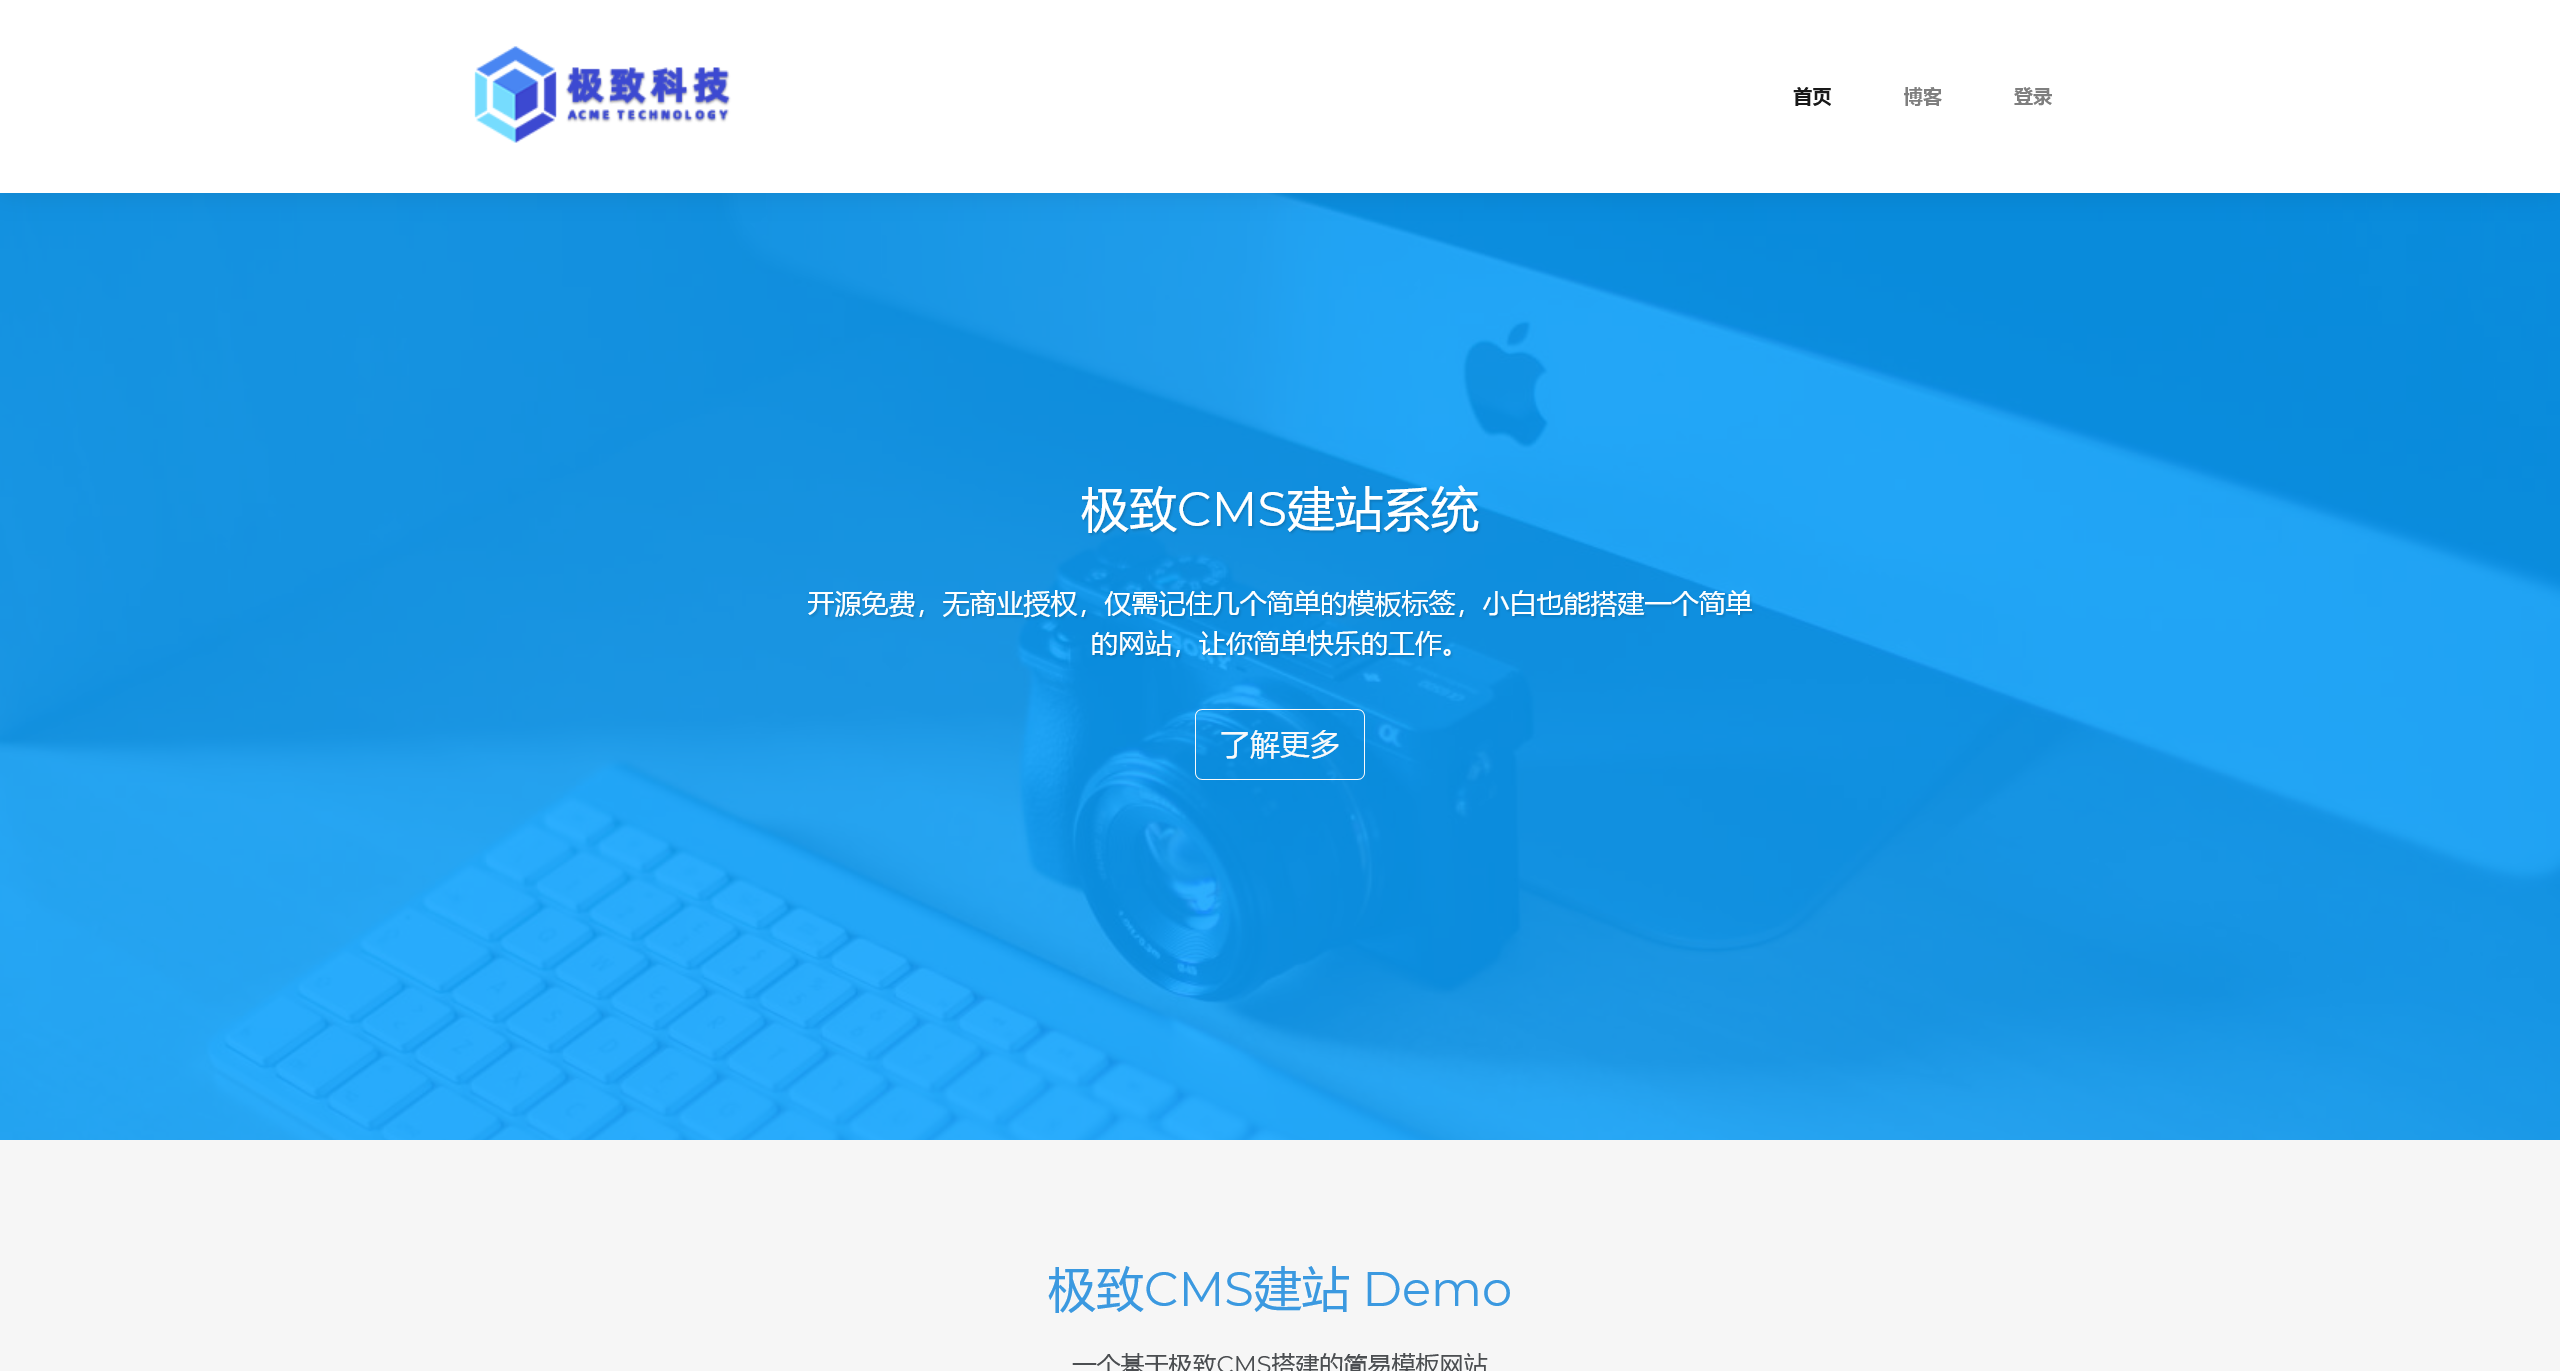 极致科技
ACME TECHNOLOGY
首页
博客
登录
极致CMS建站系统
开源免费，无商业授权，仅需记住几个简单的模板标签，小白也能搭建一个简单
的网站，让你简单快乐的工作。
了解更多
极致CMS建站 Demo
一个基于极致CMS搭建的简易模板网站